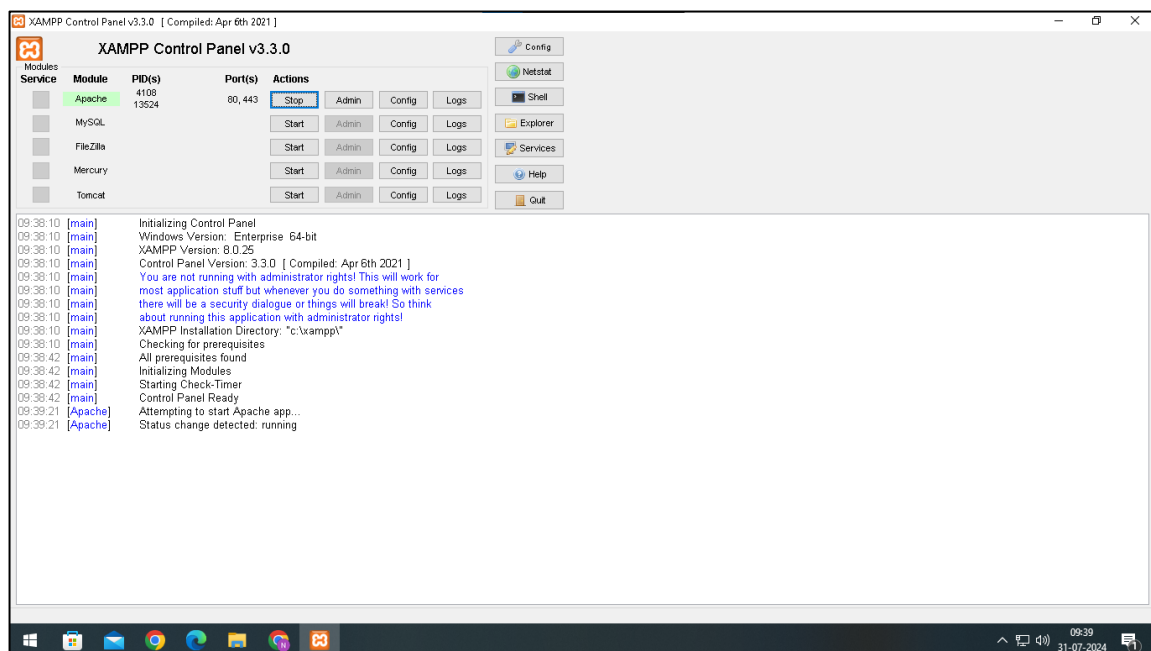 XAMPP Control Panel v3.3.0 [ Compiled: Apr 6th 2021 ]
XAMPP Control Panel v3.3.0
Config
Netstat
Shell
Explorer
Services
Help
Quit
Modules
Service Module PID(s) Port(s) Actions
Apache 4108 13524 80, 443 Stop Admin Config Logs
MySQL Start Admin Config Logs
FileZilla Start Admin Config Logs
Mercury Start Admin Config Logs
Tomcat Start Admin Config Logs
09:38:10 [main] Initializing Control Panel
09:38:10 [main] Windows Version: Enterprise 64-bit
09:38:10 [main] XAMPP Version: 8.0.25
09:38:10 [main] Control Panel Version: 3.3.0 [ Compiled: Apr 6th 2021 ]
09:38:10 [main] You are not running with administrator rights! This will work for
09:38:10 [main] most application stuff but whenever you do something with services
09:38:10 [main] there will be a security dialogue or things will break! So think
09:38:10 [main] about running this application with administrator rights!
09:38:10 [main] XAMPP Installation Directory: "c:\xampp\"
09:38:10 [main] Checking for prerequisites
09:38:42 [main] All prerequisites found
09:38:42 [main] Initializing Modules
09:38:42 [main] Starting Check-Timer
09:38:42 [main] Control Panel Ready
09:39:21 [Apache] Attempting to start Apache app...
09:39:21 [Apache] Status change detected: running
09:39
31-07-2024
1
N